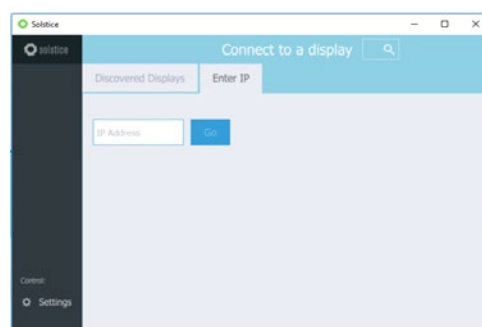 Solstice
solstice
Connect to a display
Discovered Displays
Enter IP
IP Address
Go
Control:
Settings